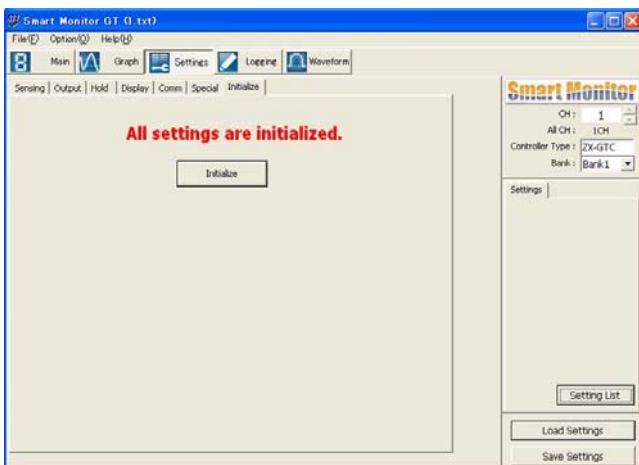 Smart Monitor GT (1.txt)
File(F) Option(O) Help(H)
Main Graph Settings Logging Waveform
Sensing Output Hold Display Comm Special Initialize
All settings are initialized.
Initialize
Smart Monitor
CH : 1
All CH : 1CH
Controller Type : ZX-GTC
Bank : Bank1
Settings
Setting List
Load Settings
Save Settings